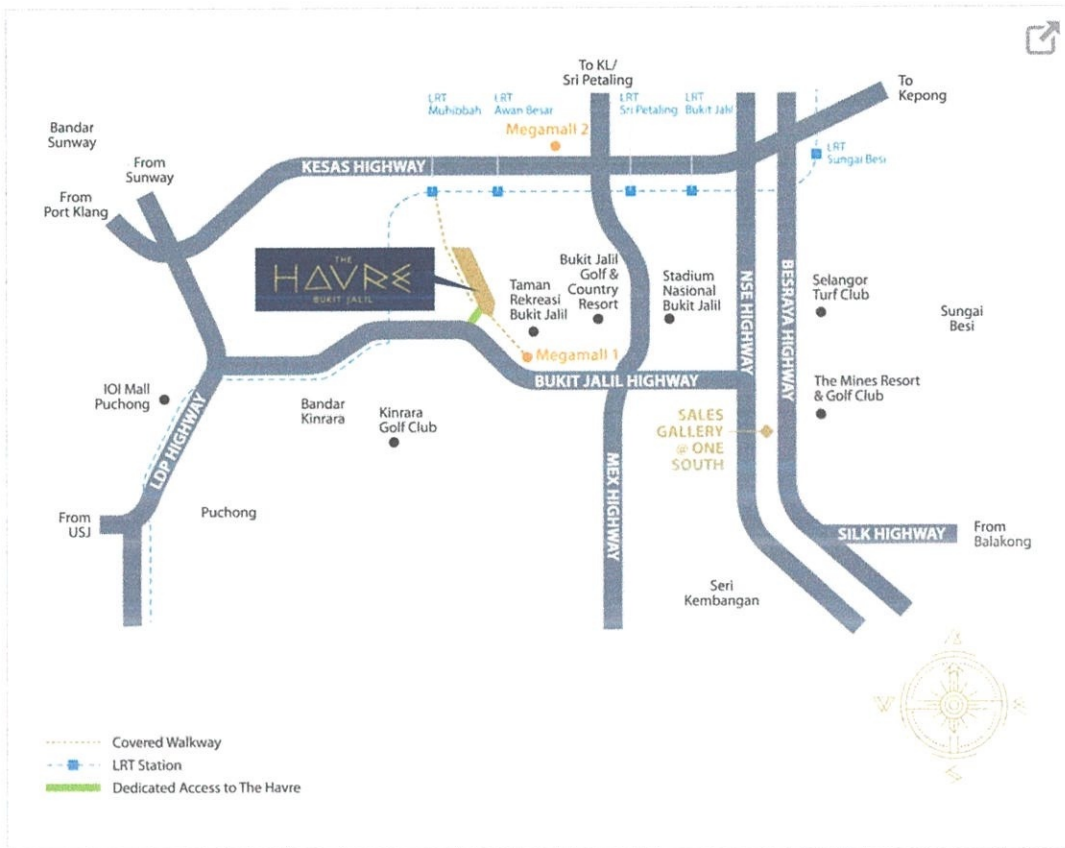 To KL/
Sri Petaling
To
Kepong
LRT
Muhibbah
LRT
Awan Besar
LRT
Sri Petaling
LRT
Bukit Jalil
Megamall 2
LRT
Sungai Besi
Bandar
Sunway
From
Sunway
From
Port Klang
KESAS HIGHWAY
THE
HAVRE
BUKIT JALIL
Taman
Rekreasi
Bukit Jalil
Bukit Jalil
Golf &
Country
Resort
Stadium
Nasional
Bukit Jalil
NSE HIGHWAY
BESRAYA HIGHWAY
Selangor
Turf Club
Sungai
Besi
Megamall 1
BUKIT JALIL HIGHWAY
IOI Mall
Puchong
LDP HIGHWAY
Bandar
Kinrara
Kinrara
Golf Club
SALES
GALLERY
@ ONE
SOUTH
The Mines Resort
& Golf Club
MEX HIGHWAY
From
USJ
Puchong
SILK HIGHWAY
From
Balakong
Seri
Kembangan
N
W
E
S
Covered Walkway
LRT Station
Dedicated Access to The Havre